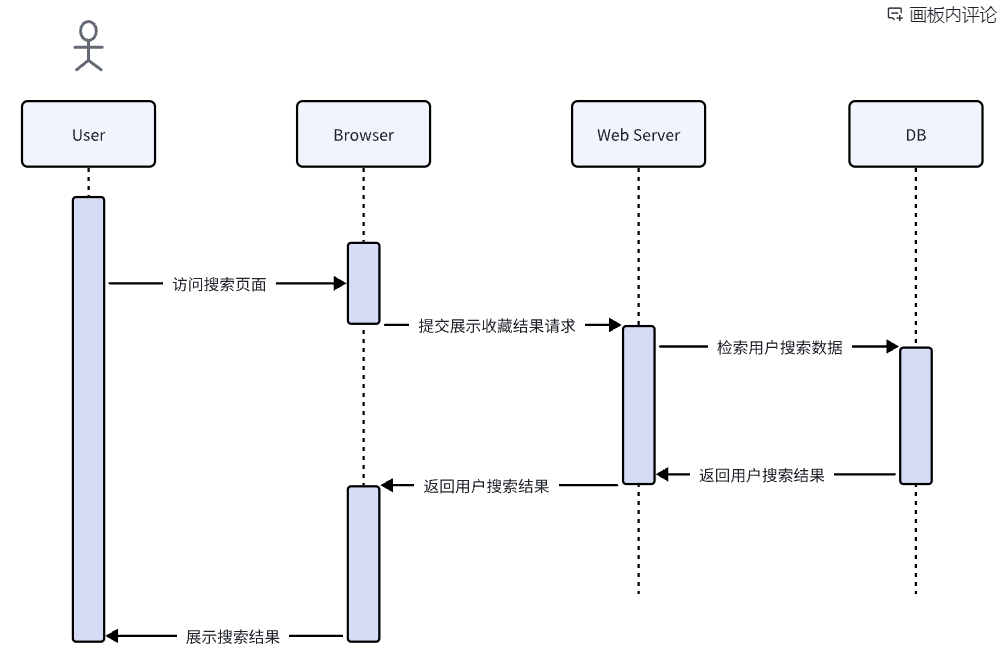 画板内评论
User
Browser
Web Server
DB
访问搜索页面
提交展示收藏结果请求
检索用户搜索数据
返回用户搜索结果
返回用户搜索结果
展示搜索结果